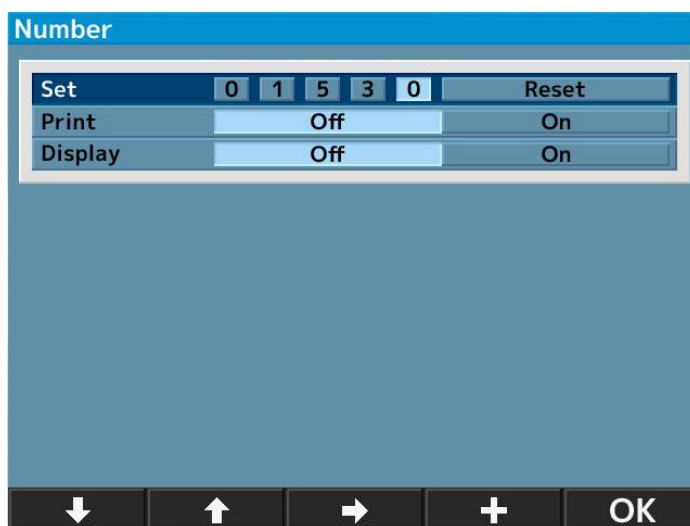 Number
Set 0 1 5 3 0 Reset
Print Off On
Display Off On
+ OK